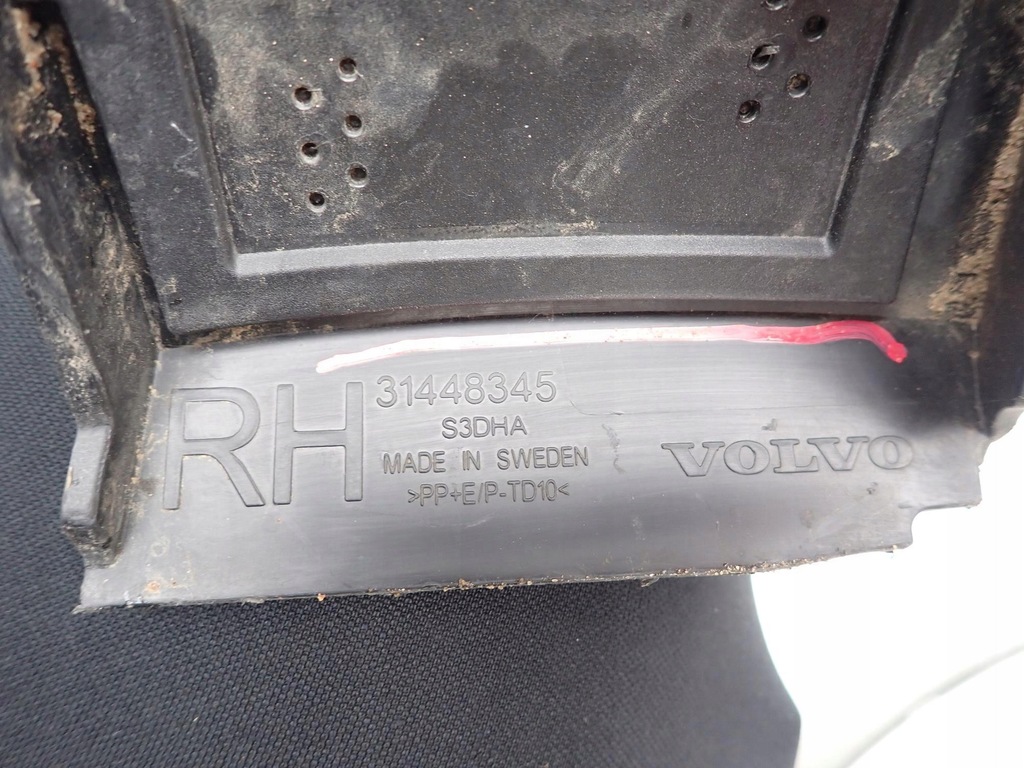 RH
31448345
S3DHA
MADE IN SWEDEN
>PP+E/P-TD10<
VOLVO